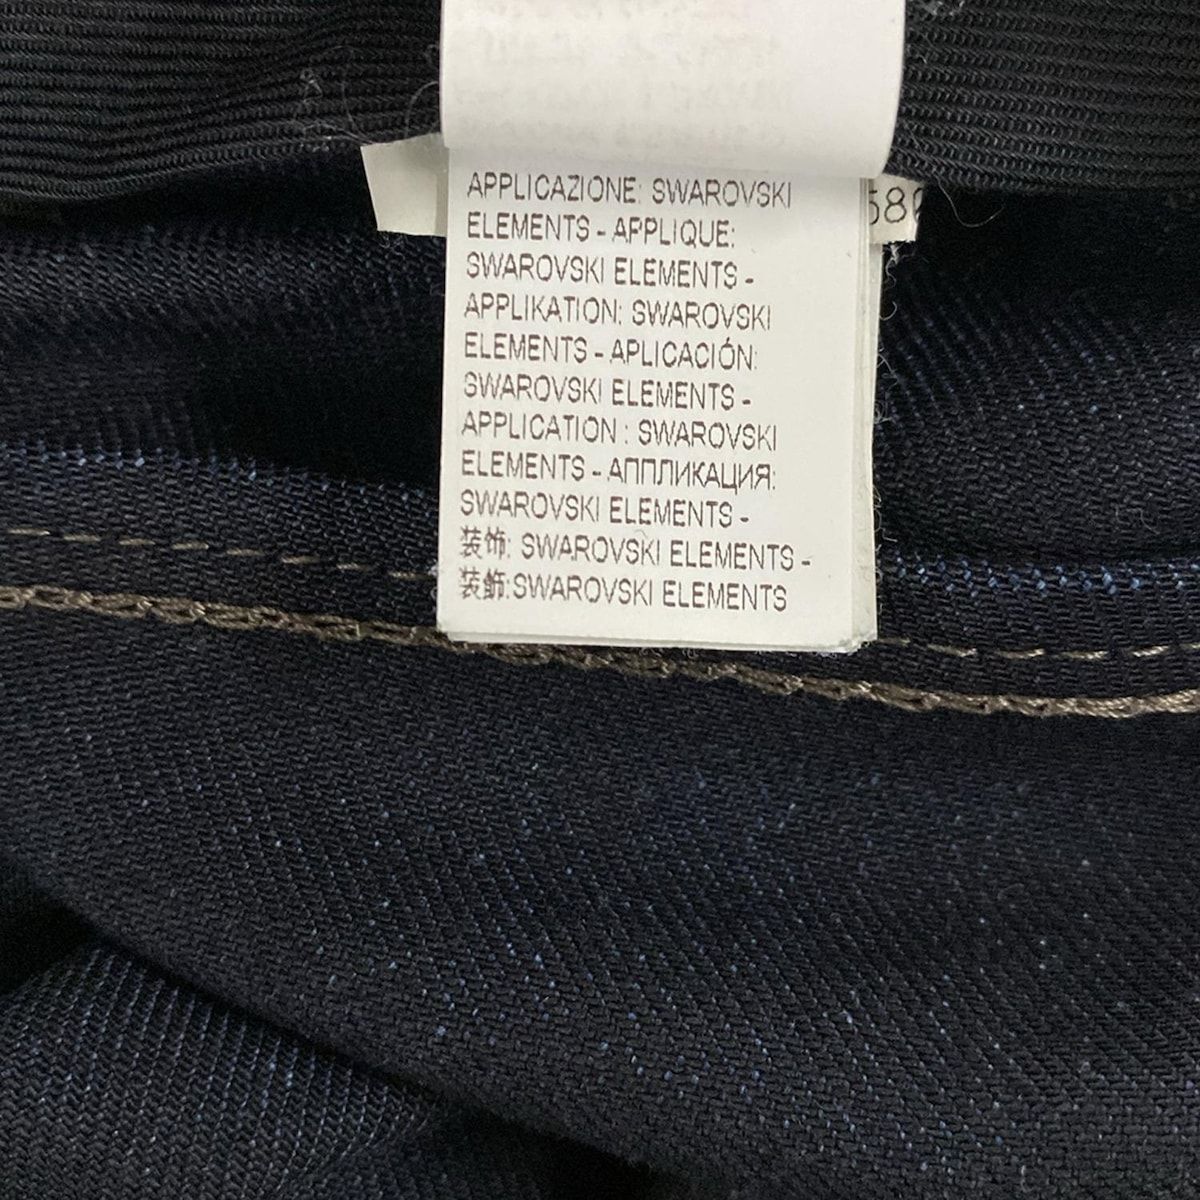 APPLICAZIONE: SWAROVSKI
ELEMENTS - APPLIQUE:
SWAROVSKI ELEMENTS -
APPLIKATION: SWAROVSKI
ELEMENTS - APLICACIÓN:
SWAROVSKI ELEMENTS -
APPLICATION : SWAROVSKI
ELEMENTS - АППЛИКАЦИЯ:
SWAROVSKI ELEMENTS -
装饰: SWAROVSKI ELEMENTS -
装飾:SWAROVSKI ELEMENTS